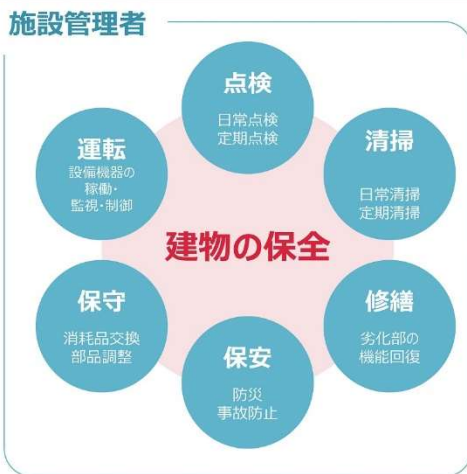 施設管理者
点検
日常点検
定期点検
清掃
日常清掃
定期清掃
修繕
劣化部の
機能回復
保安
防災
事故防止
保守
消耗品交換
部品調整
運転
設備機器の
稼働・
監視・制御
建物の保全